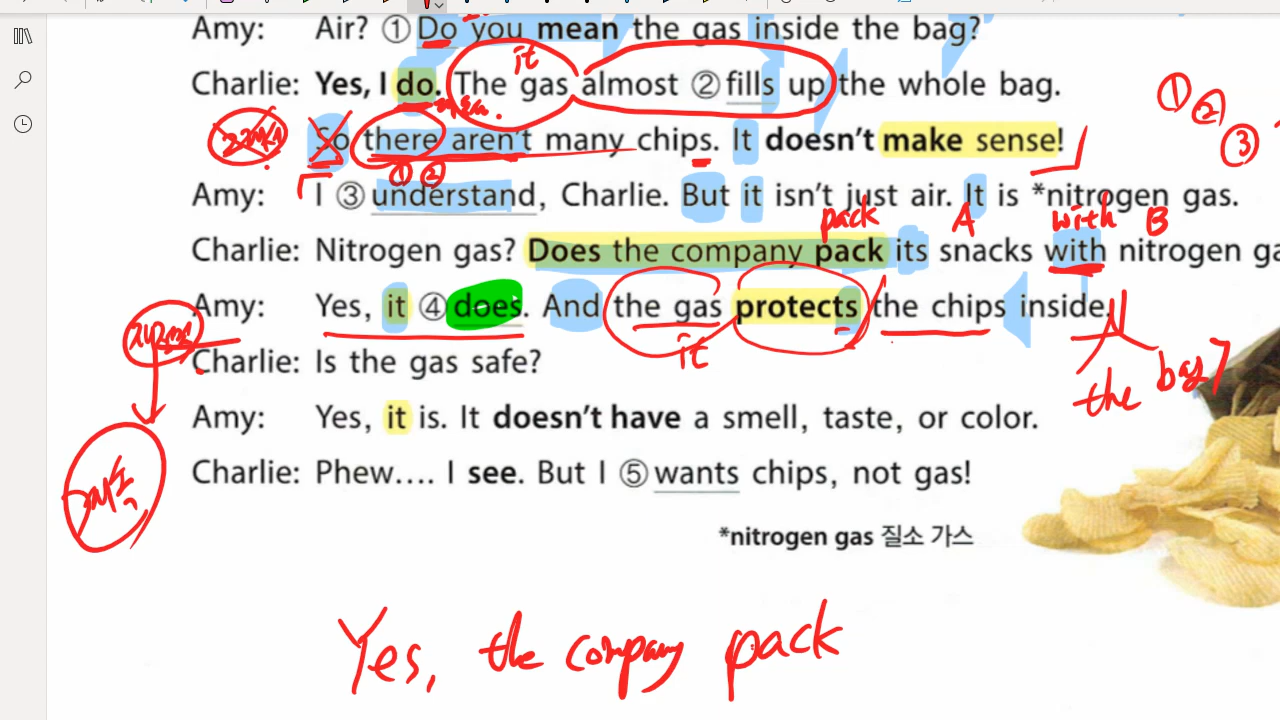 Amy: Air? ① Do you mean the gas inside the bag?
it
Charlie: Yes, I do. The gas almost ② fills up the whole bag.
① ② ③
So there aren't many chips. It doesn't make sense!
① ②
Amy: I ③ understand, Charlie. But it isn't just air. It is *nitrogen gas.
pack A with B
Charlie: Nitrogen gas? Does the company pack its snacks with nitrogen ga
Amy: Yes, it ④ does. And the gas protects the chips inside.
it
the bag?
Charlie: Is the gas safe?
Amy: Yes, it is. It doesn't have a smell, taste, or color.
Charlie: Phew.... I see. But I ⑤ wants chips, not gas!
*nitrogen gas 질소 가스
Yes, the company pack